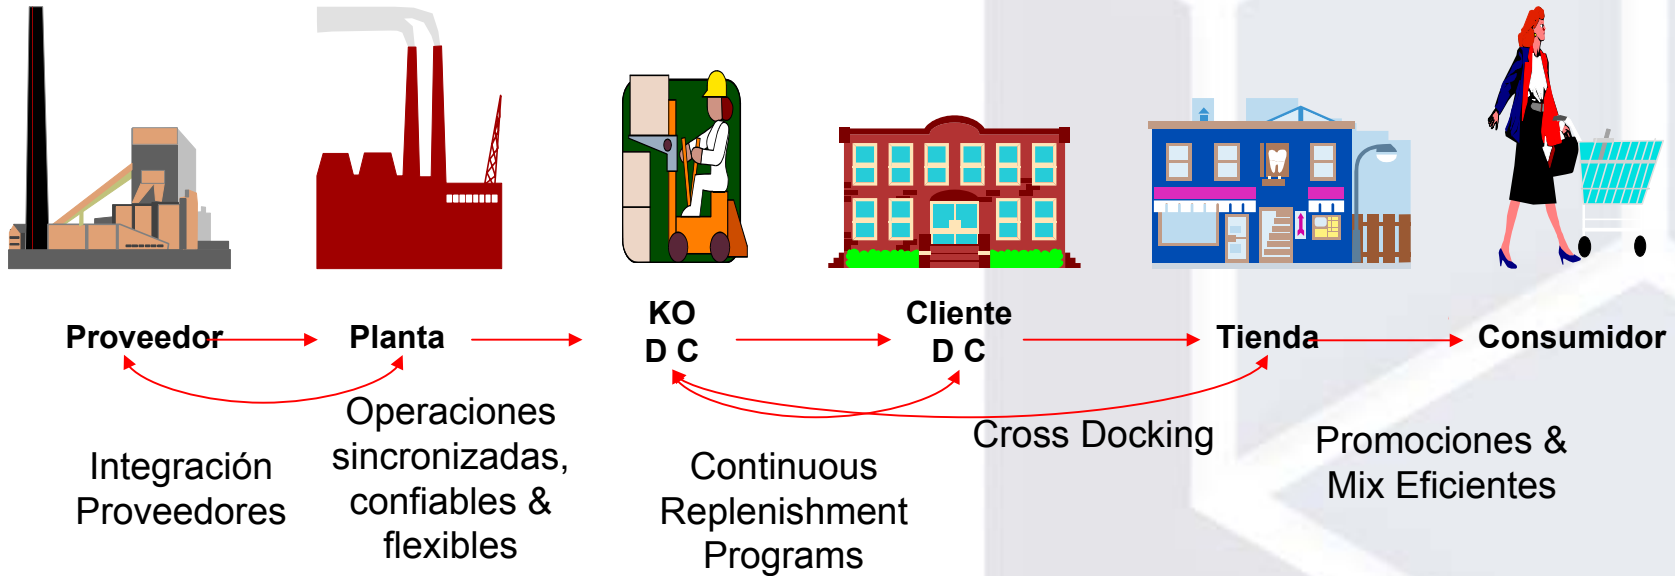 Proveedor
Planta
KO
D C
Cliente
D C
Tienda
Consumidor
Integración
Proveedores
Operaciones
sincronizadas,
confiables &
flexibles
Continuous
Replenishment
Programs
Cross Docking
Promociones &
Mix Eficientes